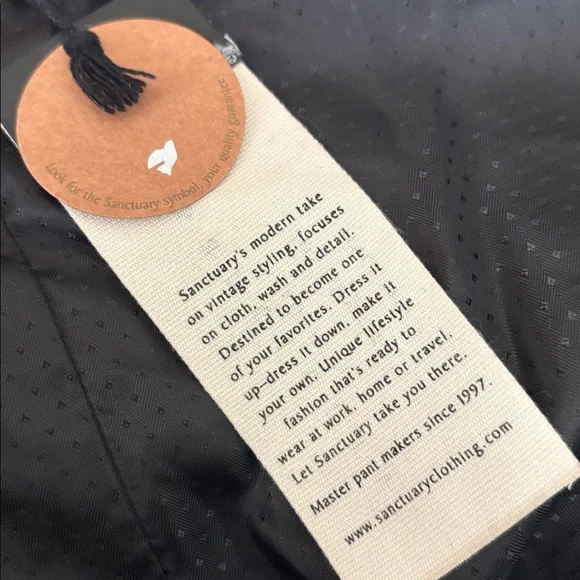 Look for the Sanctuary symbol, your quality guarantee
Sanctuary's modern take
on vintage styling, focuses
on cloth, wash and detail.
Destined to become one
of your favorites. Dress it
up–dress it down, make it
your own. Unique lifestyle
fashion that's ready to
wear at work, home or travel.
Let Sanctuary take you there.
Master pant makers since 1997.
www.sanctuaryclothing.com